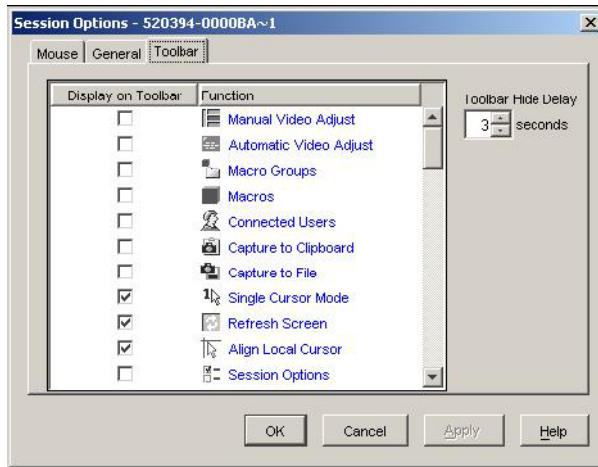 Session Options - 520394-0000BA~1
Mouse General Toolbar
Display on Toolbar Function
Toolbar Hide Delay
3 seconds
Manual Video Adjust
Automatic Video Adjust
Macro Groups
Macros
Connected Users
Capture to Clipboard
Capture to File
Single Cursor Mode
Refresh Screen
Align Local Cursor
Session Options
OK Cancel Apply Help